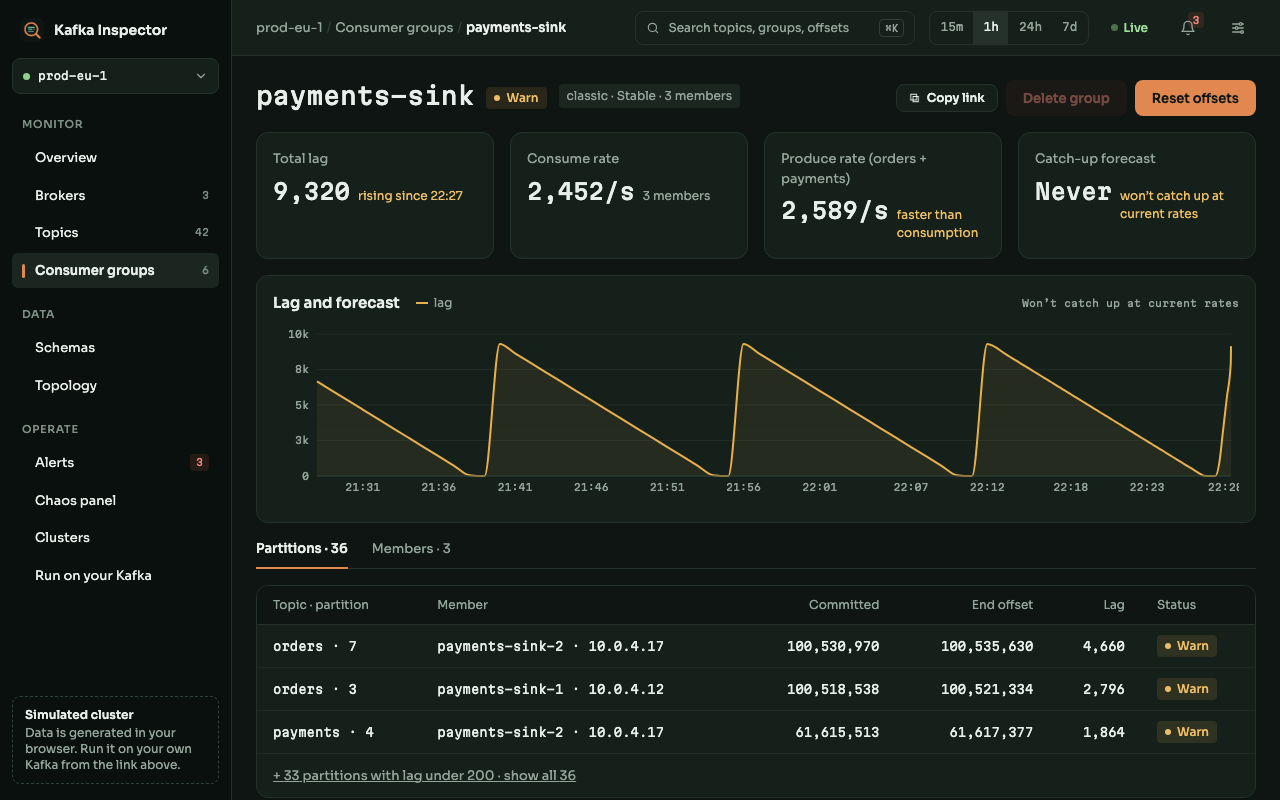 Kafka Inspector
prod-eu-1
MONITOR
Overview
Brokers 3
Topics 42
Consumer groups 6
DATA
Schemas
Topology
OPERATE
Alerts 3
Chaos panel
Clusters
Run on your Kafka
Simulated cluster
Data is generated in your
browser. Run it on your own
Kafka from the link above.
prod-eu-1 / Consumer groups / payments-sink
Search topics, groups, offsets ⌘K
15m 1h 24h 7d
Live
3
payments-sink Warn classic · Stable · 3 members
Copy link Delete group Reset offsets
Total lag
9,320 rising since 22:27
Consume rate
2,452/s 3 members
Produce rate (orders +
payments)
2,589/s faster than
consumption
Catch-up forecast
Never won't catch up at
current rates
Lag and forecast lag Won't catch up at current rates
10k
8k
5k
3k
0
21:31 21:36 21:41 21:46 21:51 21:56 22:01 22:07 22:12 22:18 22:23 22:28
Partitions · 36 Members · 3
Topic · partition Member Committed End offset Lag Status
orders · 7 payments-sink-2 · 10.0.4.17 100,530,970 100,535,630 4,660 Warn
orders · 3 payments-sink-1 · 10.0.4.12 100,518,538 100,521,334 2,796 Warn
payments · 4 payments-sink-2 · 10.0.4.17 61,615,513 61,617,377 1,864 Warn
+ 33 partitions with lag under 200 · show all 36